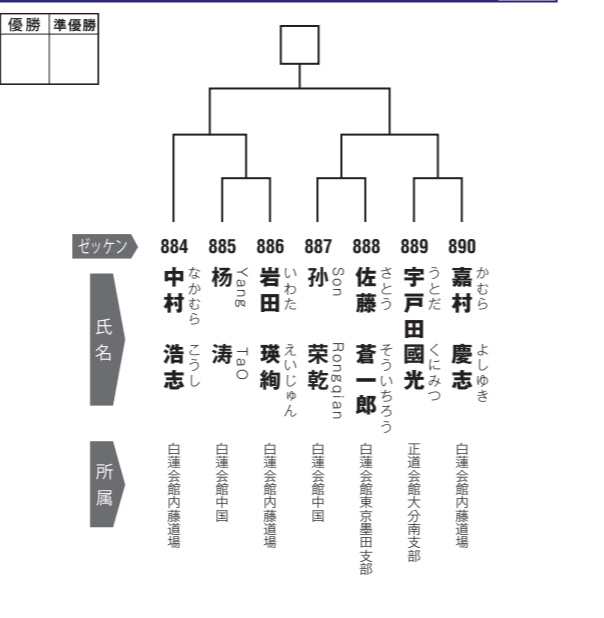 優勝 準優勝
ゼッケン 884 885 886 887 888 889 890
氏名
中村 浩志
なかむら こうし
杨 涛
Yang TaO
岩田 瑛絢
いわた えいじゅん
孙 荣乾
Son Rongqian
佐藤 蒼一郎
さとう そういちろう
宇戸田 國光
うとだ くにみつ
嘉村 慶志
かむら よしゆき
所属
白蓮会館内藤道場
白蓮会館中国
白蓮会館内藤道場
白蓮会館中国
白蓮会館東京墨田支部
正道会館大分南支部
白蓮会館内藤道場